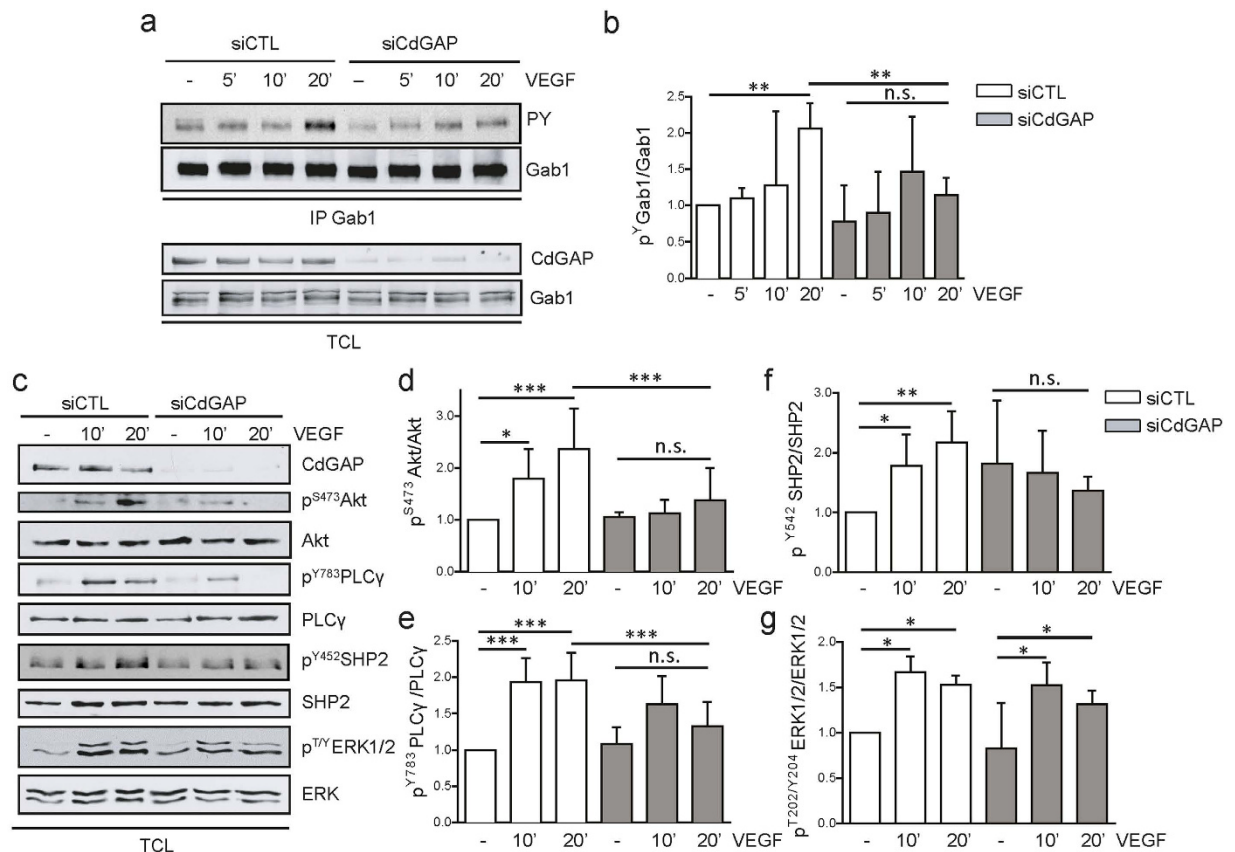 a
siCTL siCdGAP
- 5' 10' 20' – 5' 10' 20' VEGF
PY
Gab1
IP Gab1
CdGAP
Gab1
TCL
b
** **
n.s.
siCTL
siCdGAP
pʸGab1/Gab1
2.5
2.0
1.5
1.0
0.5
0.0
- 5' 10' 20' - 5' 10' 20' VEGF
c
siCTL siCdGAP
- 10' 20' - 10' 20' VEGF
CdGAP
pS473Akt
Akt
pY783PLCγ
PLCγ
pY452SHP2
SHP2
pT/YERK1/2
ERK
TCL
d
*** ***
* n.s.
pS473 Akt/Akt
3.0
2.0
1.0
0.0
- 10' 20' - 10' 20' VEGF
e
*** ***
*** n.s.
pY783 PLCγ/PLCγ
2.5
2.0
1.5
1.0
0.5
0.0
- 10' 20' - 10' 20' VEGF
f
** n.s.
*
siCTL
siCdGAP
p Y542 SHP2/SHP2
3.0
2.0
1.0
0.0
- 10' 20' - 10' 20'
g
* *
* *
pT202/Y204 ERK1/2/ERK1/2
2.0
1.5
1.0
0.5
0.0
- 10' 20' - 10' 20' VEGF